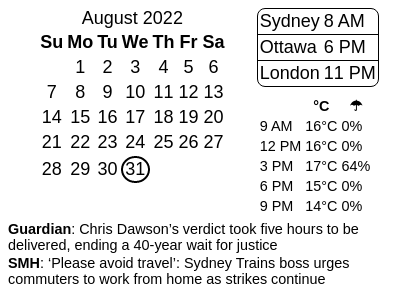 August 2022
Su Mo Tu We Th Fr Sa
1 2 3 4 5 6
7 8 9 10 11 12 13
14 15 16 17 18 19 20
21 22 23 24 25 26 27
28 29 30 31
Sydney 8 AM
Ottawa 6 PM
London 11 PM
°C ☂
9 AM 16°C 0%
12 PM 16°C 0%
3 PM 17°C 64%
6 PM 15°C 0%
9 PM 14°C 0%
Guardian: Chris Dawson’s verdict took five hours to be
delivered, ending a 40-year wait for justice
SMH: ‘Please avoid travel’: Sydney Trains boss urges
commuters to work from home as strikes continue